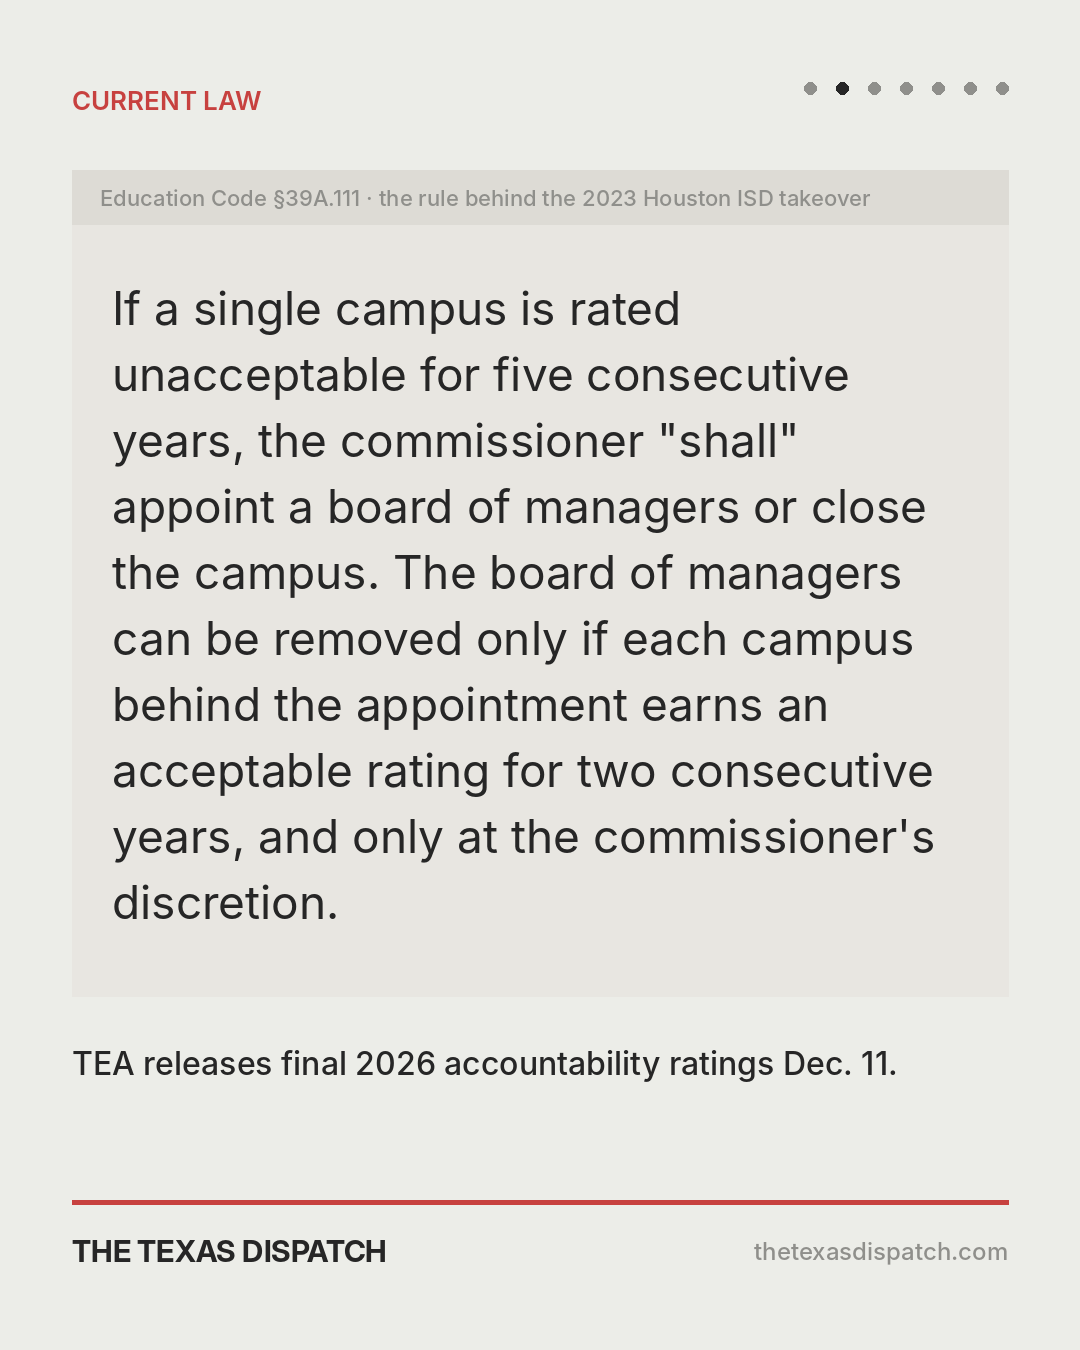 CURRENT LAW
Education Code §39A.111 · the rule behind the 2023 Houston ISD takeover
If a single campus is rated
unacceptable for five consecutive
years, the commissioner "shall"
appoint a board of managers or close
the campus. The board of managers
can be removed only if each campus
behind the appointment earns an
acceptable rating for two consecutive
years, and only at the commissioner's
discretion.
TEA releases final 2026 accountability ratings Dec. 11.
THE TEXAS DISPATCH
thetexasdispatch.com